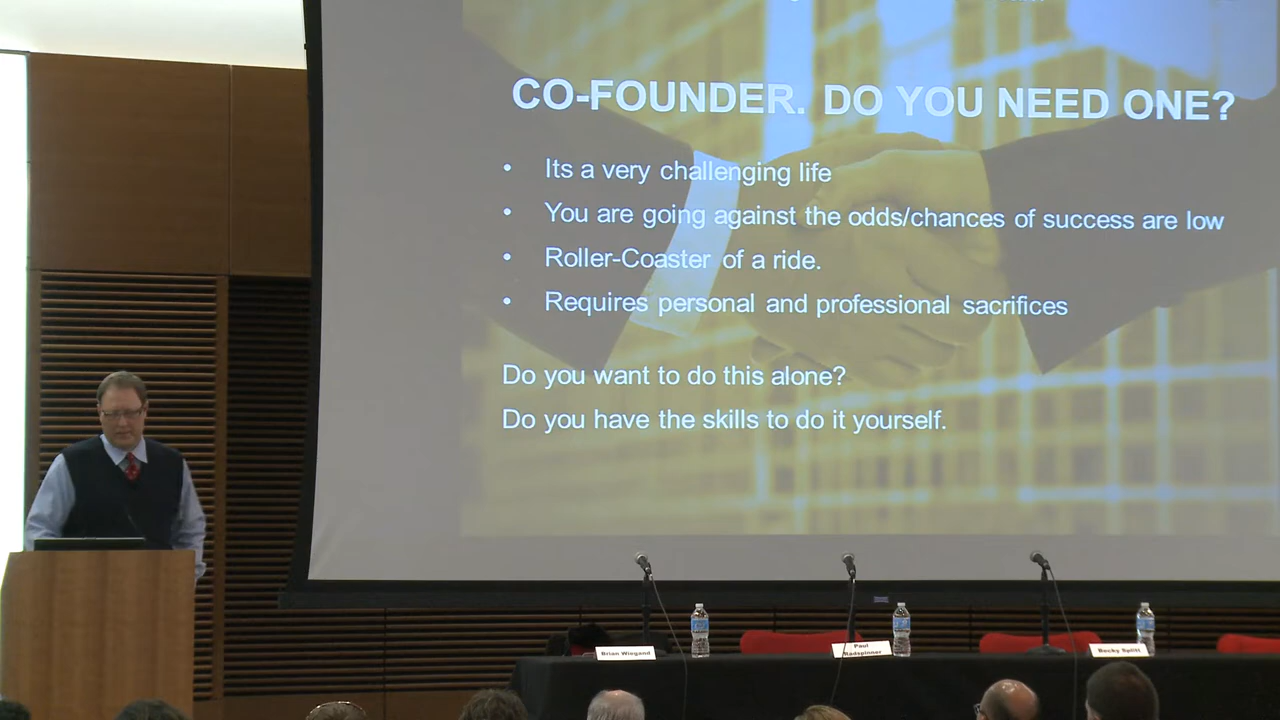 CO-FOUNDER. DO YOU NEED ONE?
• Its a very challenging life
• You are going against the odds/chances of success are low
• Roller-Coaster of a ride.
• Requires personal and professional sacrifices
Do you want to do this alone?
Do you have the skills to do it yourself.
Brian Wiegand
Paul
Radspinner
Becky Splitt